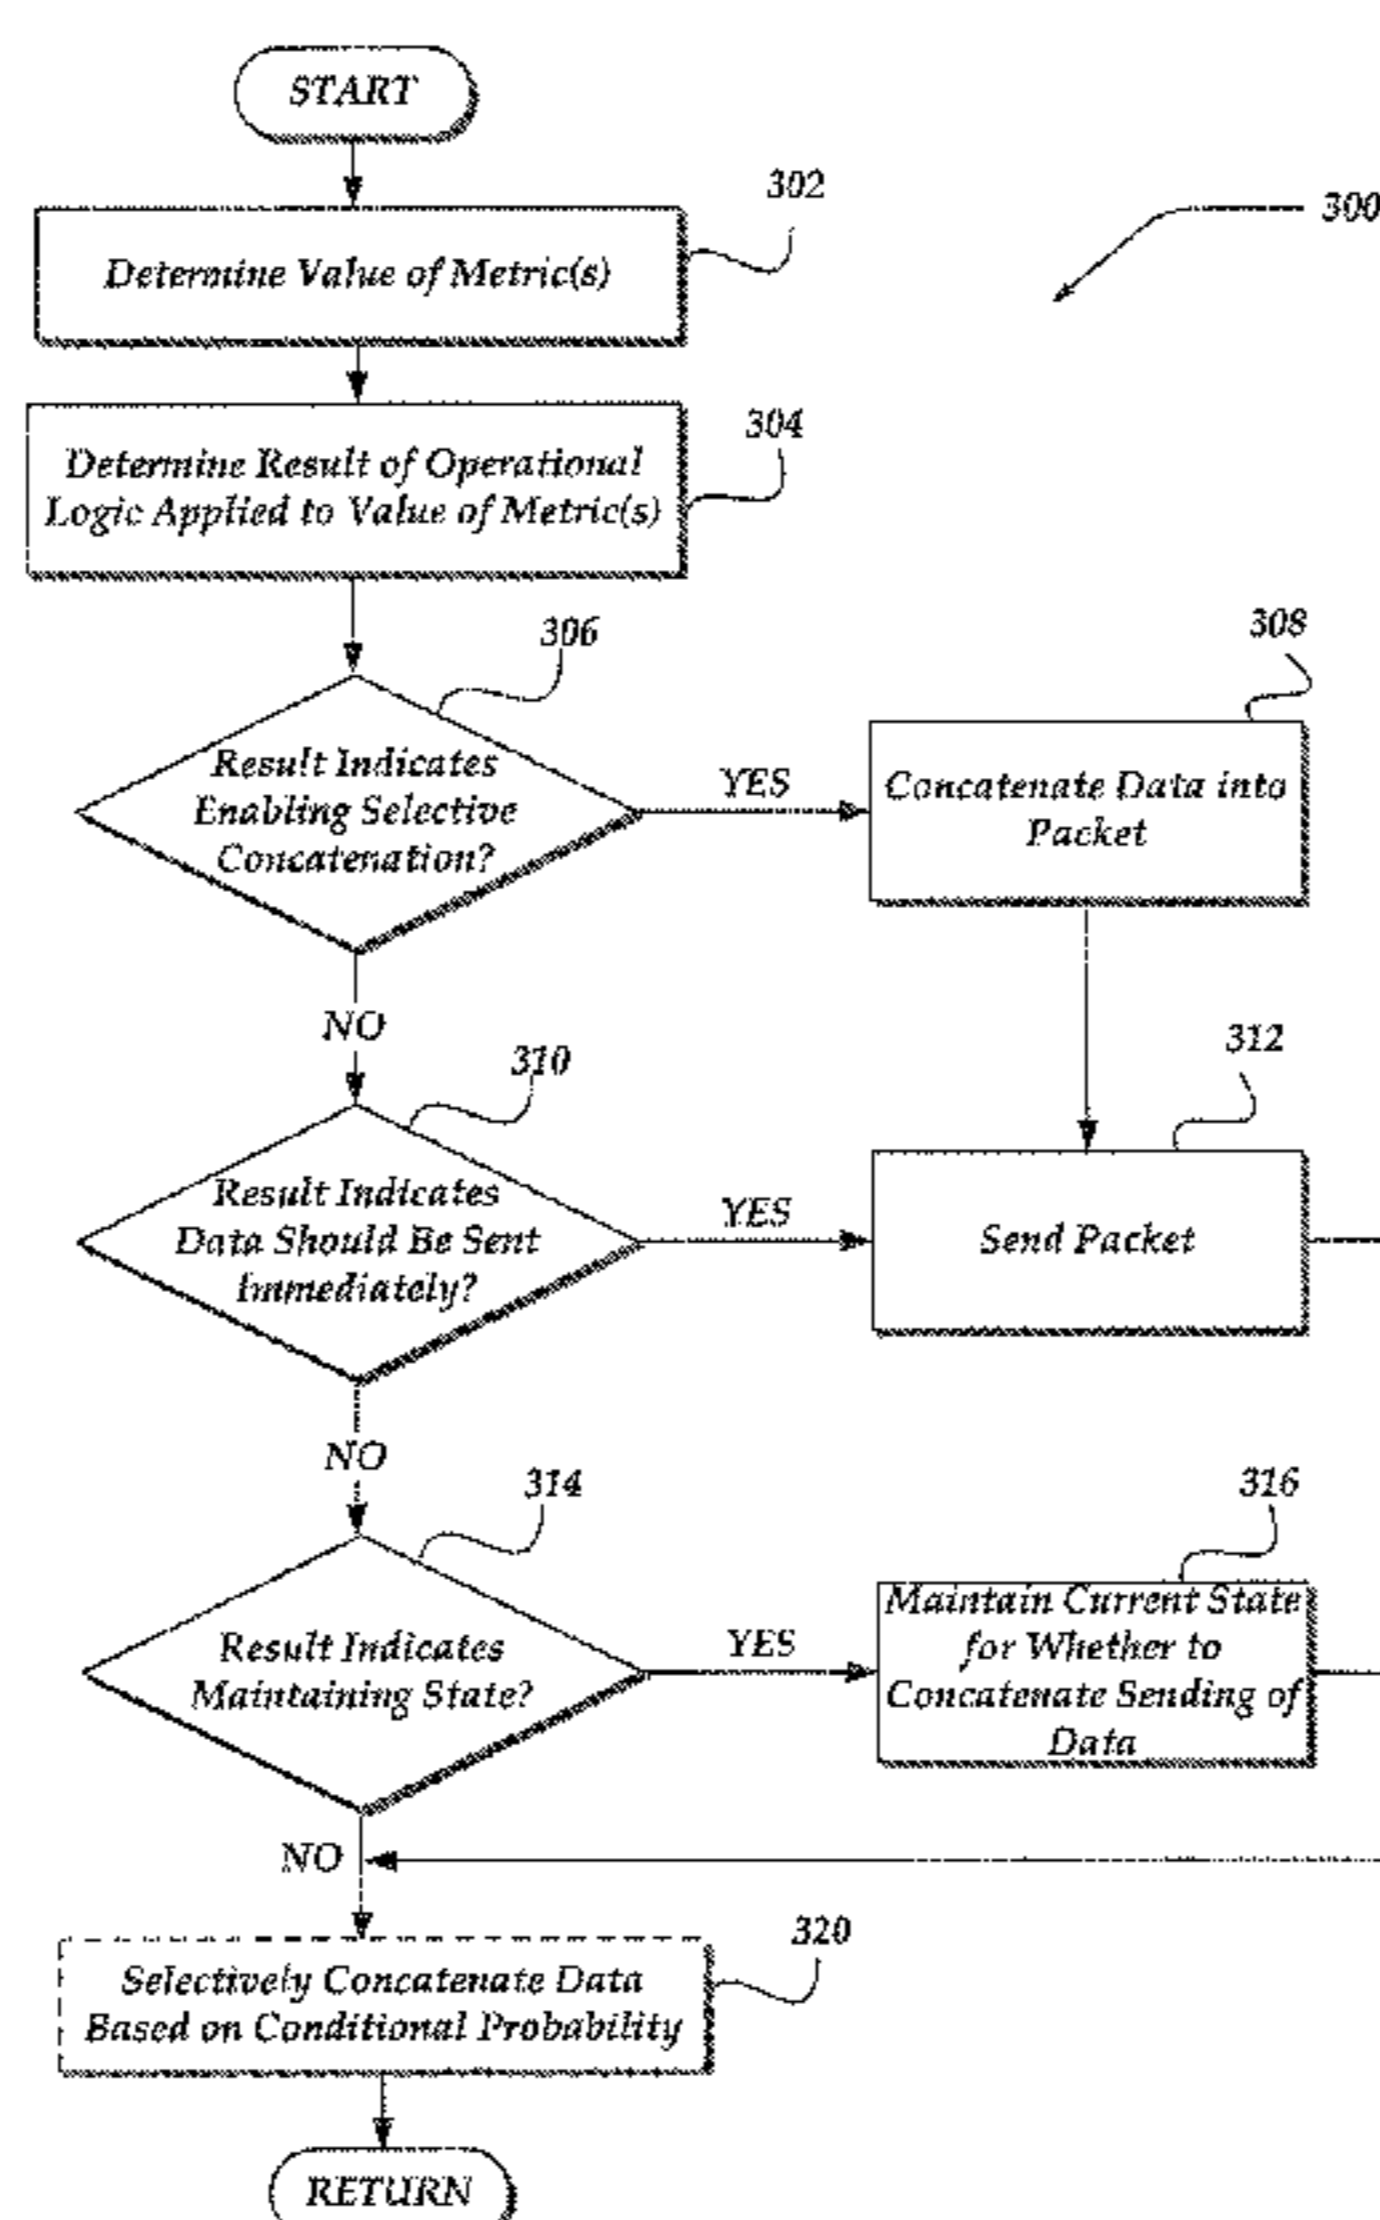 START
302
300
Determine Value of Metric(s)
304
Determine Result of Operational
Logic Applied to Value of Metric(s)
306
308
Result Indicates
Enabling Selective
Concatenation?
YES
Concatenate Data into
Packet
NO
310
312
Result Indicates
Data Should Be Sent
Immediately?
YES
Send Packet
NO
314
316
Result Indicates
Maintaining State?
YES
Maintain Current State
for Whether to
Concatenate Sending of
Data
NO
320
Selectively Concatenate Data
Based on Conditional Probability
RETURN